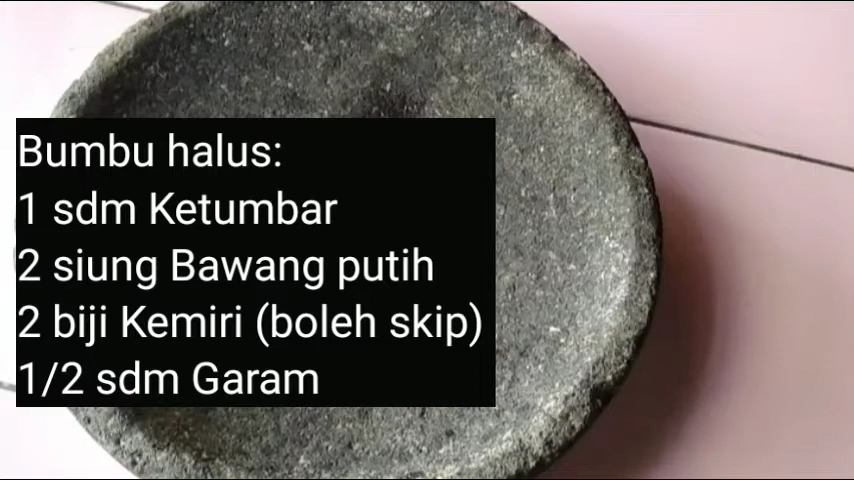 Bumbu halus:
1 sdm Ketumbar
2 siung Bawang putih
2 biji Kemiri (boleh skip)
1/2 sdm Garam